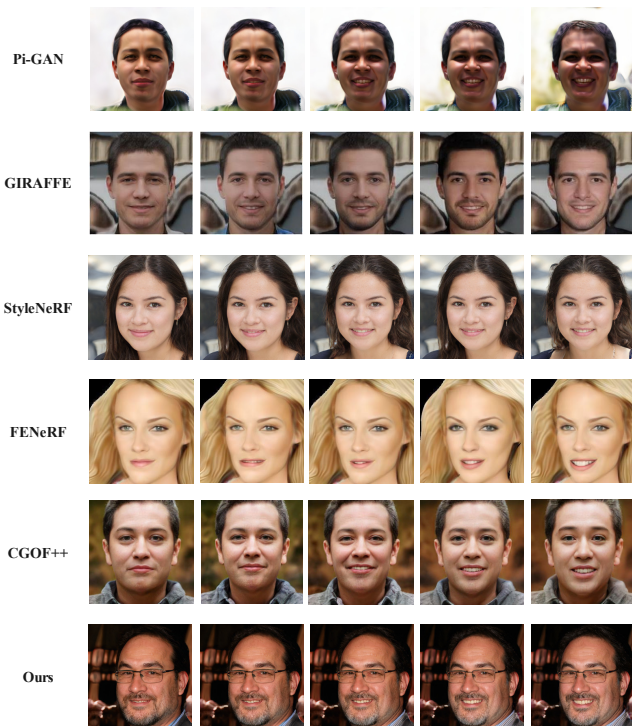 Pi-GAN
GIRAFFE
StyleNeRF
FENeRF
CGOF++
Ours